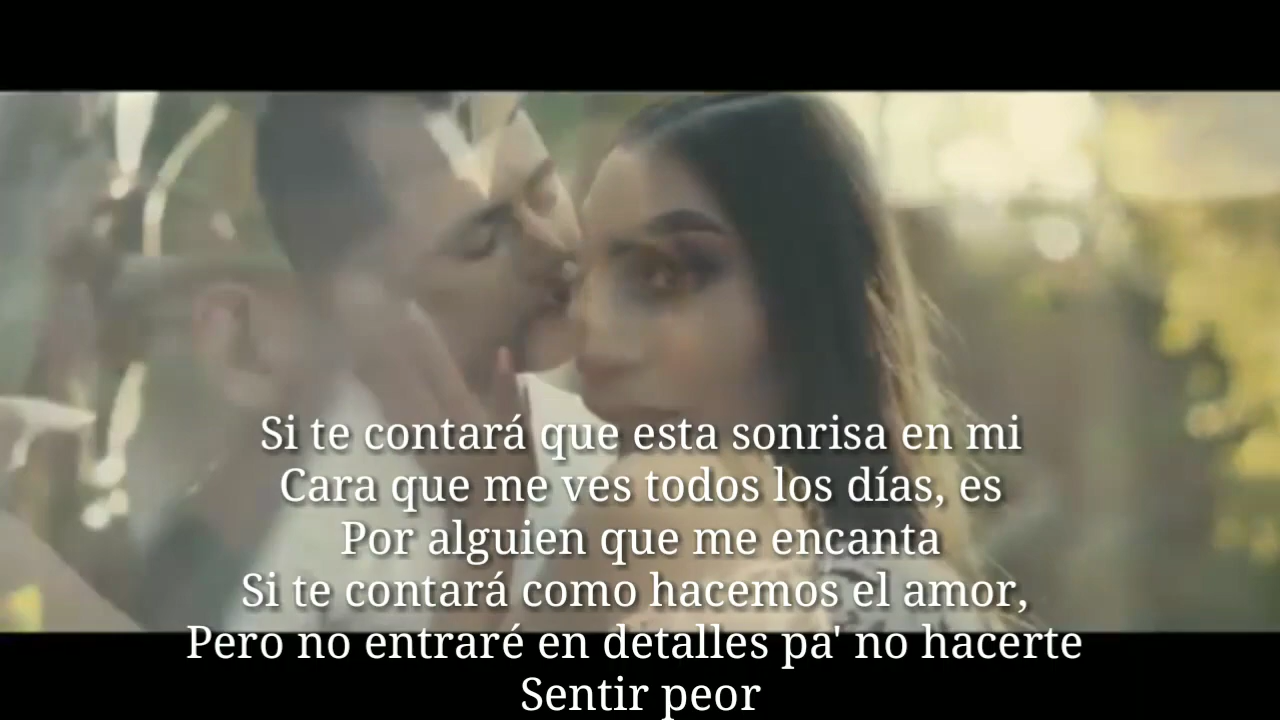 Si te contará que esta sonrisa en mi
Cara que me ves todos los días, es
Por alguien que me encanta
Si te contará como hacemos el amor,
Pero no entraré en detalles pa' no hacerte
Sentir peor